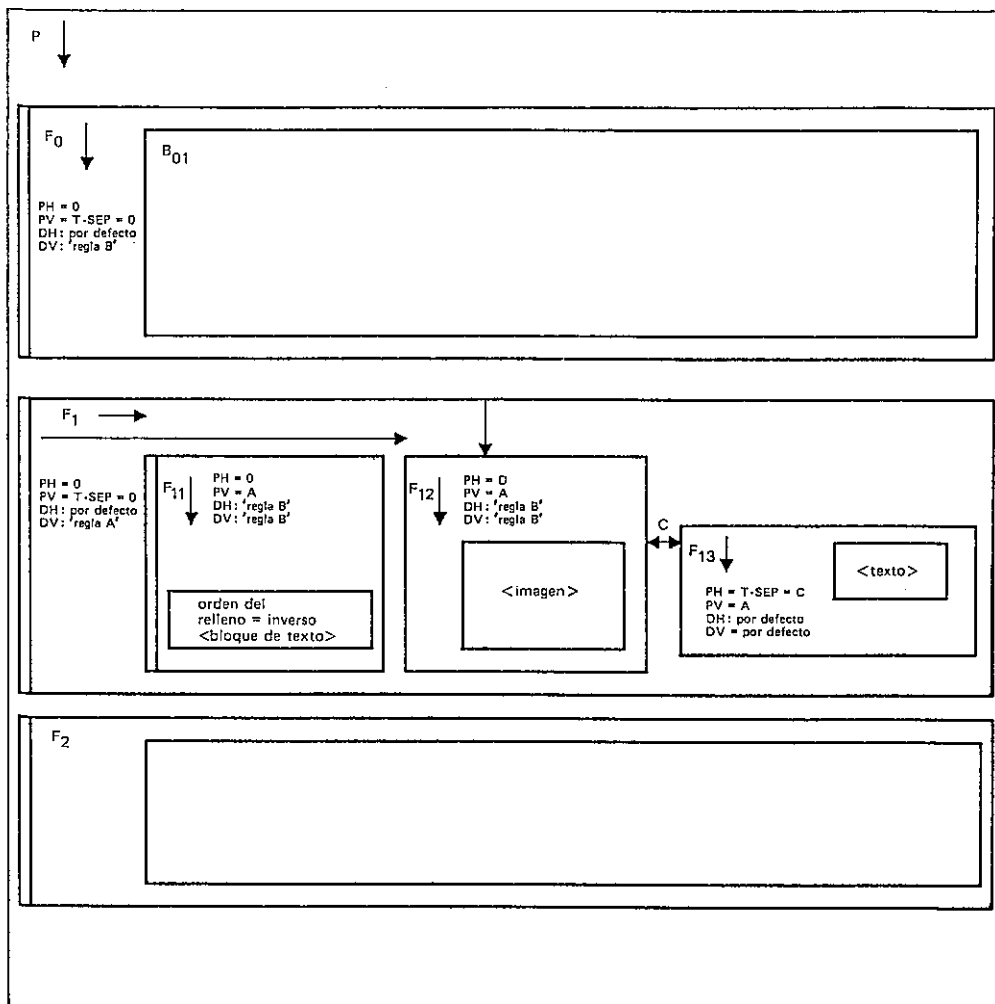 P
F0
B01
PH = 0
PV = T-SEP = 0
DH: por defecto
DV: 'regla B'
F1
PH = 0
PV = T-SEP = 0
DH: por defecto
DV: 'regla A'
F11
PH = 0
PV = A
DH: 'regla B'
DV: 'regla B'
orden del
relleno = inverso
<bloque de texto>
F12
PH = D
PV = A
DH: 'regla B'
DV: 'regla B'
<imagen>
C
F13
<texto>
PH = T-SEP = C
PV = A
DH: por defecto
DV = por defecto
F2